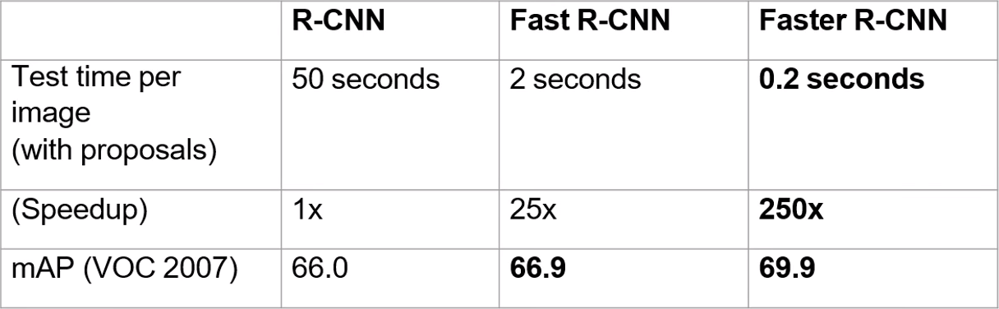 R-CNN Fast R-CNN Faster R-CNN
Test time per 50 seconds 2 seconds 0.2 seconds
image
(with proposals)
(Speedup) 1x 25x 250x
mAP (VOC 2007) 66.0 66.9 69.9